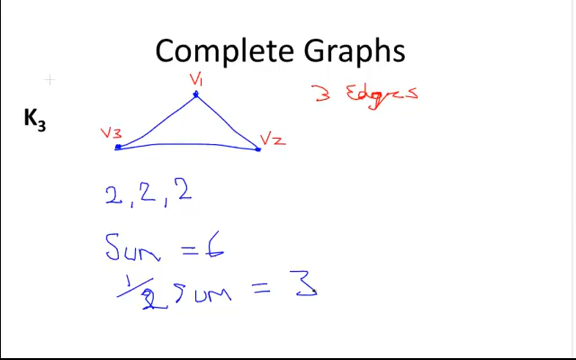 Complete Graphs
V1
3 Edges
K3
V3
V2
2, 2, 2
Sum = 6
1/2 sum = 3